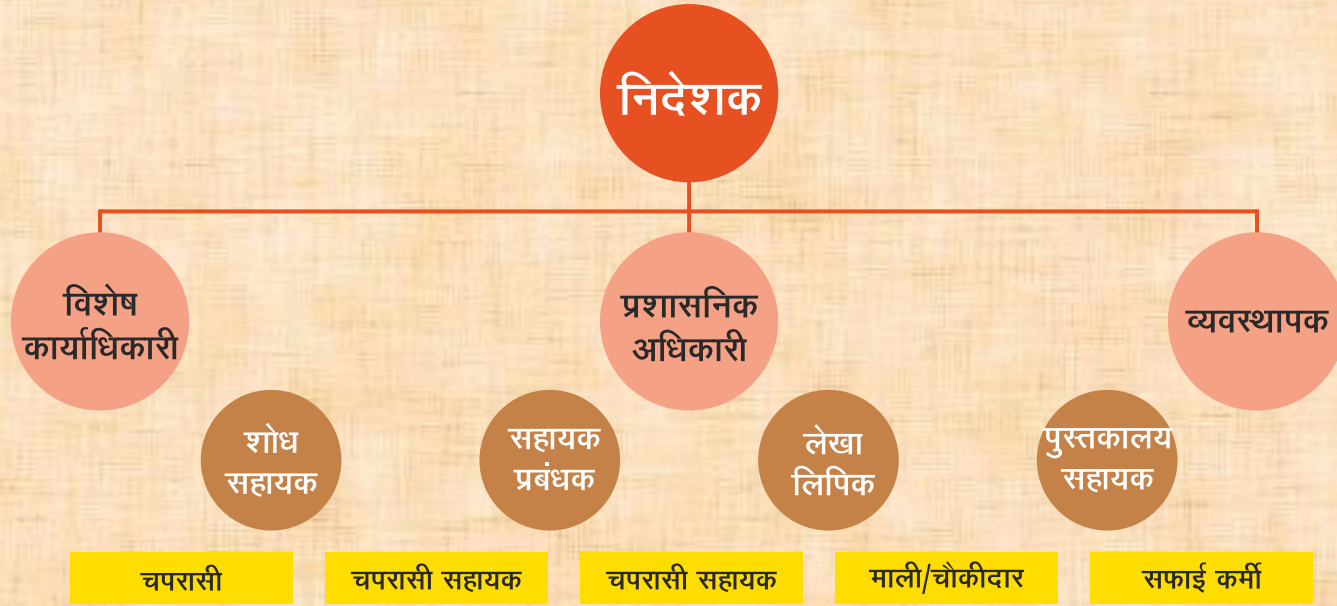 निदेशक
विशेष
कार्याधिकारी
प्रशासनिक
अधिकारी
व्यवस्थापक
शोध
सहायक
सहायक
प्रबंधक
लेखा
लिपिक
पुस्तकालय
सहायक
चपरासी
चपरासी सहायक
चपरासी सहायक
माली/चौकीदार
सफाई कर्मी